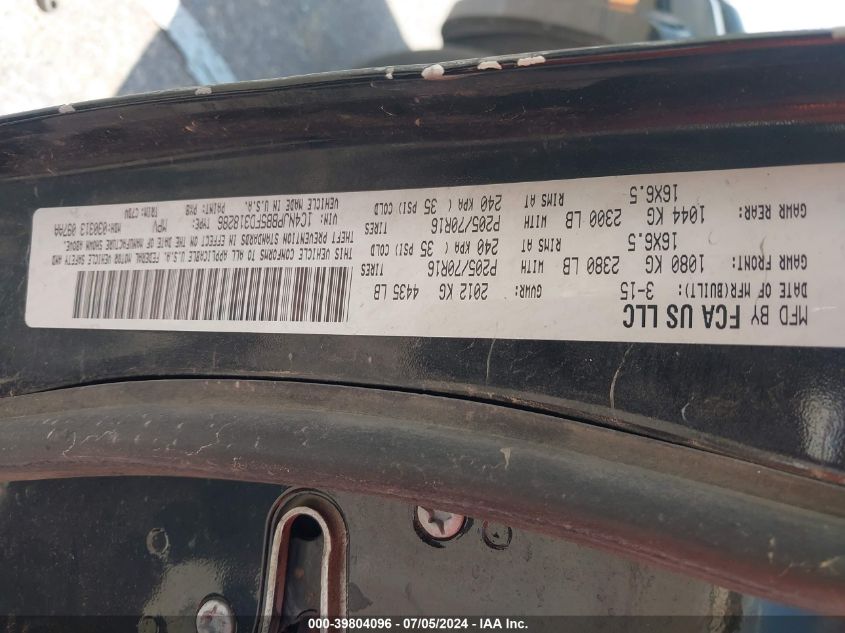 MFD BY FCA US LLC
DATE OF MFR(BUILT): 3-15 GVWR: 2012 KG 4435 LB
GAWR FRONT: 1080 KG 2380 LB WITH P205/70R16 TIRES
16X6.5 RIMS AT 240 KPA ( 35 PSI) COLD
GAWR REAR: 1044 KG 2300 LB WITH P205/70R16 TIRES
16X6.5 RIMS AT 240 KPA ( 35 PSI) COLD
THIS VEHICLE CONFORMS TO ALL APPLICABLE U.S.A. FEDERAL MOTOR VEHICLE SAFETY AND
THEFT PREVENTION STANDARDS IN EFFECT ON THE DATE OF MANUFACTURE SHOWN ABOVE.
VIN: 1C4NJPBB5FD318286 TYPE: MPV MDH:030313 097AA
VEHICLE MADE IN U.S.A. PAINT: PX8 TRIM:
000-39804096 - 07/05/2024 - IAA Inc.